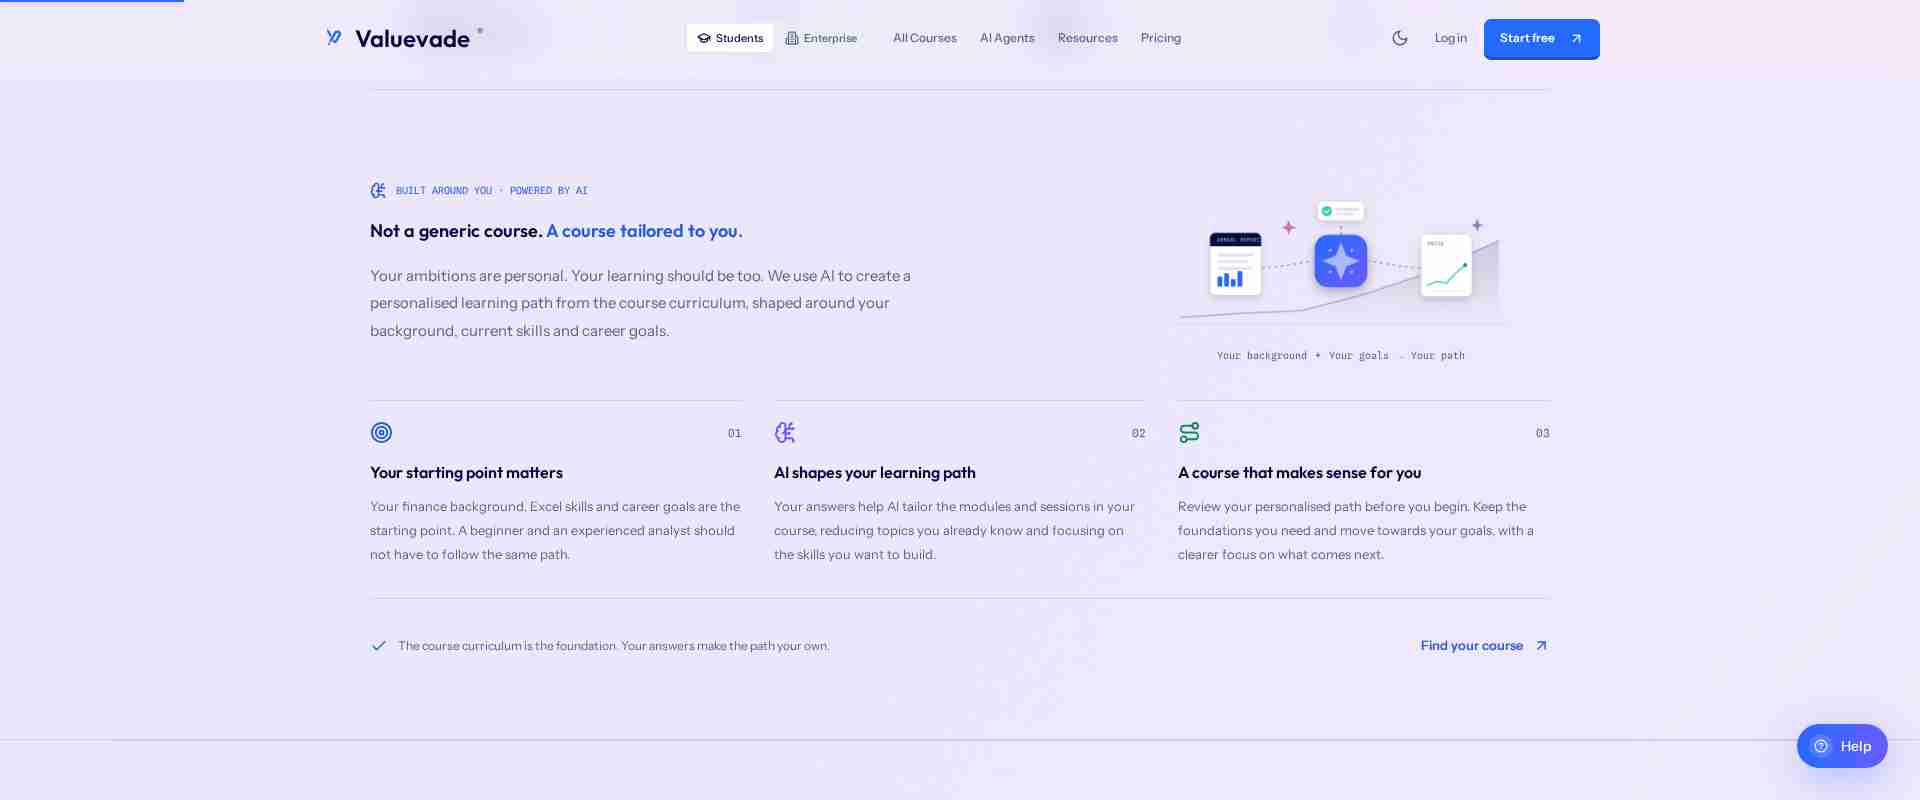 Valuevade®
Students
Enterprise
All Courses
AI Agents
Resources
Pricing
Log in
Start free
BUILT AROUND YOU · POWERED BY AI
Not a generic course. A course tailored to you.
Your ambitions are personal. Your learning should be too. We use AI to create a
personalised learning path from the course curriculum, shaped around your
background, current skills and career goals.
ANNUAL REPORT
Your background + Your goals → Your path
01
Your starting point matters
Your finance background, Excel skills and career goals are the
starting point. A beginner and an experienced analyst should
not have to follow the same path.
02
AI shapes your learning path
Your answers help AI tailor the modules and sessions in your
course, reducing topics you already know and focusing on
the skills you want to build.
03
A course that makes sense for you
Review your personalised path before you begin. Keep the
foundations you need and move towards your goals, with a
clearer focus on what comes next.
The course curriculum is the foundation. Your answers make the path your own.
Find your course
Help